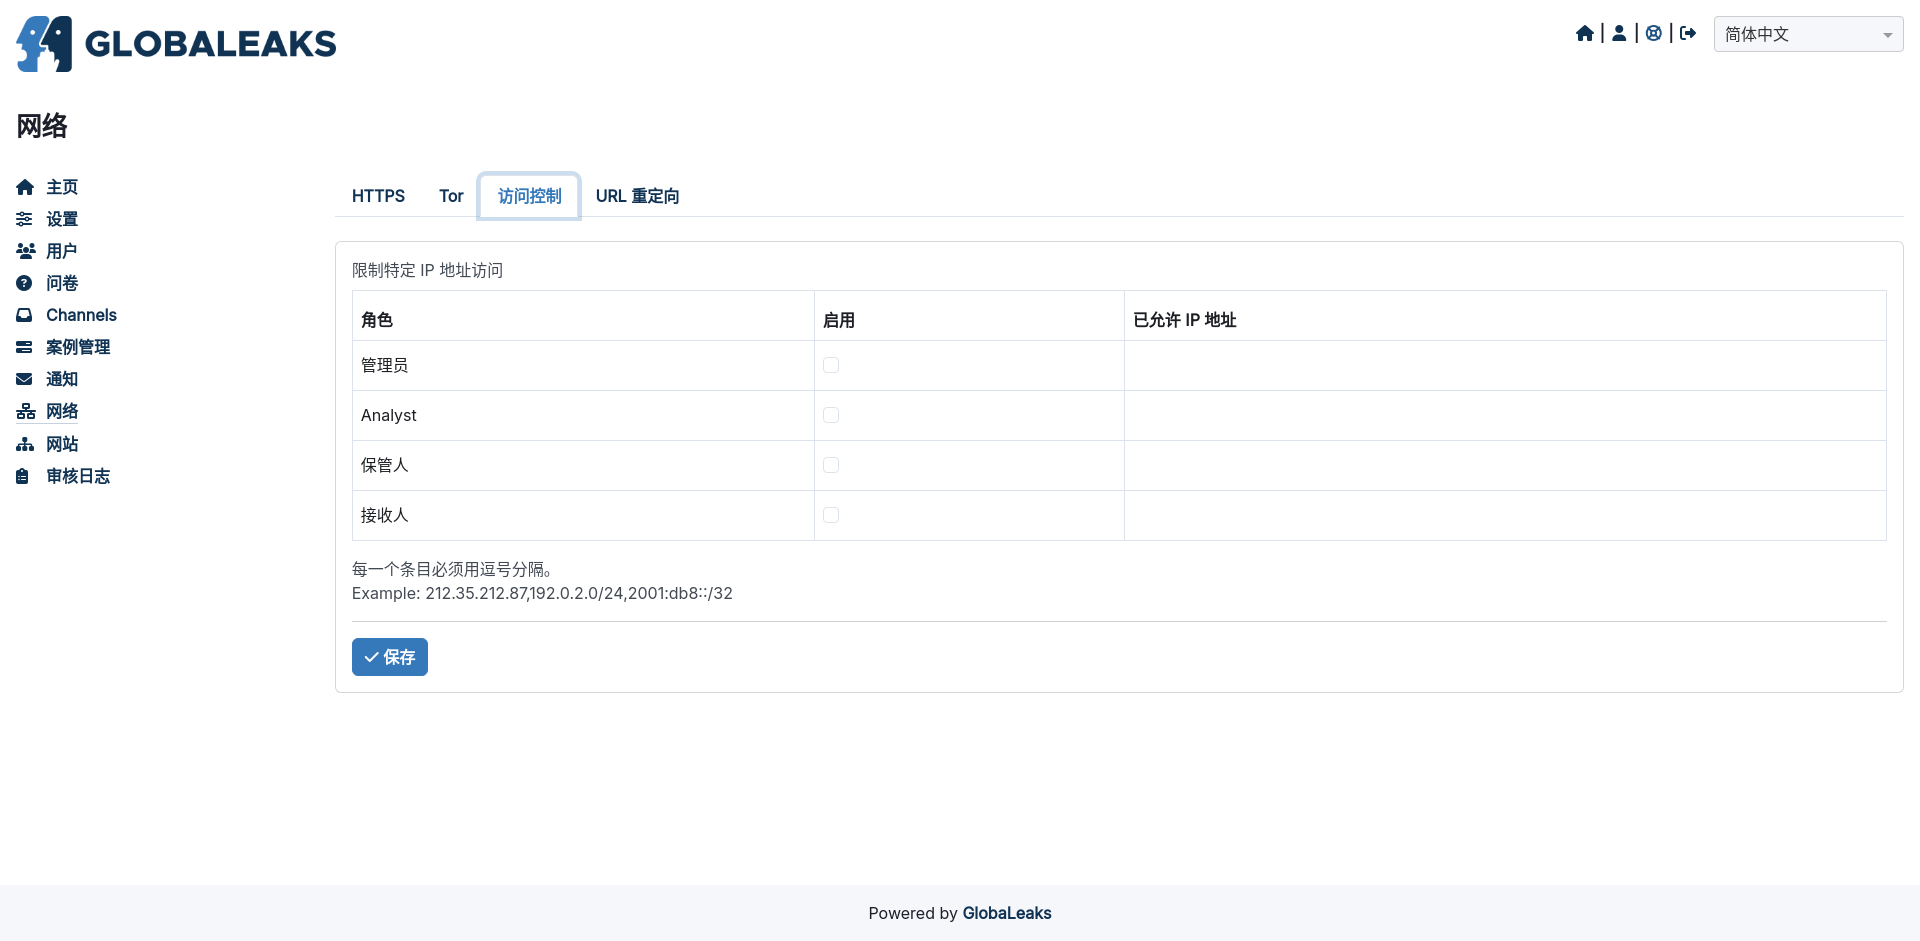 GLOBALEAKS
简体中文
网络
主页
设置
用户
问卷
Channels
案例管理
通知
网络
网站
审核日志
HTTPS Tor 访问控制 URL 重定向
限制特定 IP 地址访问
角色 启用 已允许 IP 地址
管理员
Analyst
保管人
接收人
每一个条目必须用逗号分隔。
Example: 212.35.212.87,192.0.2.0/24,2001:db8::/32
保存
Powered by GlobaLeaks